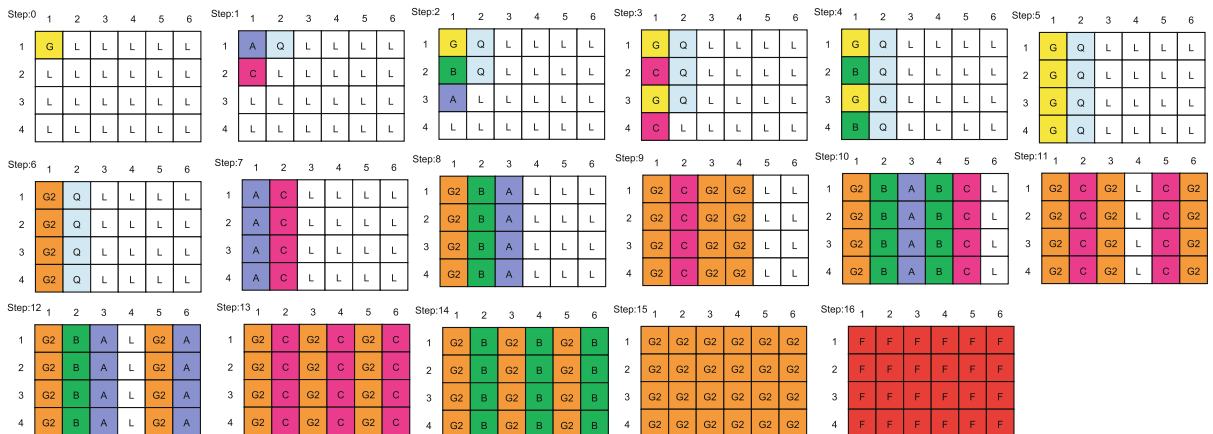 Step:0 1 2 3 4 5 6
1 G L L L L L
2 L L L L L L
3 L L L L L L
4 L L L L L L
Step:1 1 2 3 4 5 6
1 A Q L L L L
2 C L L L L L
3 L L L L L L
4 L L L L L L
Step:2 1 2 3 4 5 6
1 G Q L L L L
2 B Q L L L L
3 A L L L L L
4 L L L L L L
Step:3 1 2 3 4 5 6
1 G Q L L L L
2 C Q L L L L
3 G Q L L L L
4 C L L L L L
Step:4 1 2 3 4 5 6
1 G Q L L L L
2 B Q L L L L
3 G Q L L L L
4 B Q L L L L
Step:5 1 2 3 4 5 6
1 G Q L L L L
2 G Q L L L L
3 G Q L L L L
4 G Q L L L L
Step:6 1 2 3 4 5 6
1 G2 Q L L L L
2 G2 Q L L L L
3 G2 Q L L L L
4 G2 Q L L L L
Step:7 1 2 3 4 5 6
1 A C L L L L
2 A C L L L L
3 A C L L L L
4 A C L L L L
Step:8 1 2 3 4 5 6
1 G2 B A L L L
2 G2 B A L L L
3 G2 B A L L L
4 G2 B A L L L
Step:9 1 2 3 4 5 6
1 G2 C G2 G2 L L
2 G2 C G2 G2 L L
3 G2 C G2 G2 L L
4 G2 C G2 G2 L L
Step:10 1 2 3 4 5 6
1 G2 B A B C L
2 G2 B A B C L
3 G2 B A B C L
4 G2 B A B C L
Step:11 1 2 3 4 5 6
1 G2 C G2 L C G2
2 G2 C G2 L C G2
3 G2 C G2 L C G2
4 G2 C G2 L C G2
Step:12 1 2 3 4 5 6
1 G2 B A L G2 A
2 G2 B A L G2 A
3 G2 B A L G2 A
4 G2 B A L G2 A
Step:13 1 2 3 4 5 6
1 G2 C G2 C G2 C
2 G2 C G2 C G2 C
3 G2 C G2 C G2 C
4 G2 C G2 C G2 C
Step:14 1 2 3 4 5 6
1 G2 B G2 B G2 B
2 G2 B G2 B G2 B
3 G2 B G2 B G2 B
4 G2 B G2 B G2 B
Step:15 1 2 3 4 5 6
1 G2 G2 G2 G2 G2 G2
2 G2 G2 G2 G2 G2 G2
3 G2 G2 G2 G2 G2 G2
4 G2 G2 G2 G2 G2 G2
Step:16 1 2 3 4 5 6
1 F F F F F F
2 F F F F F F
3 F F F F F F
4 F F F F F F